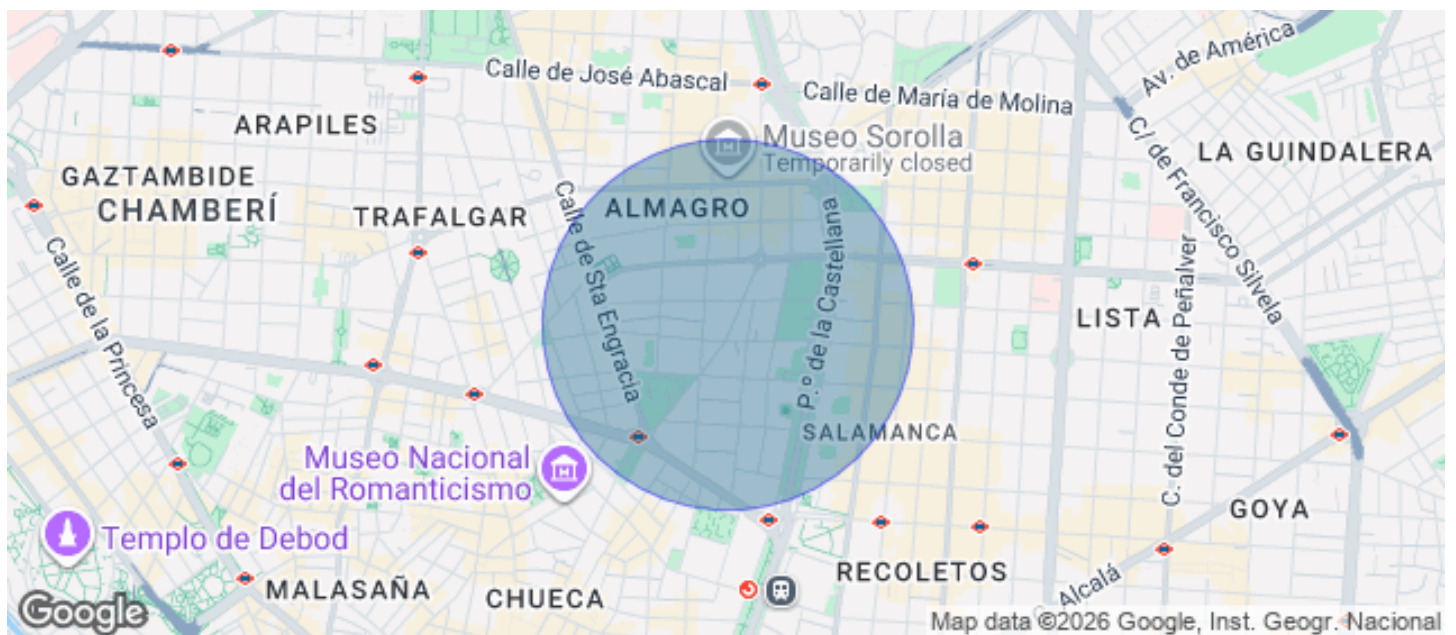 Av. de América
Calle de José Abascal
Calle de María de Molina
ARAPILES
Museo Sorolla
Temporarily closed
C/ de Francisco Silvela
LA GUINDALERA
GAZTAMBIDE
CHAMBERÍ
TRAFALGAR
ALMAGRO
Calle de Sta Engracia
P.º de la Castellana
Calle de la Princesa
LISTA
C. del Conde de Peñalver
SALAMANCA
Museo Nacional
del Romanticismo
GOYA
Templo de Debod
MALASAÑA
CHUECA
RECOLETOS
Alcalá
Google
Map data ©2026 Google, Inst. Geogr. Nacional